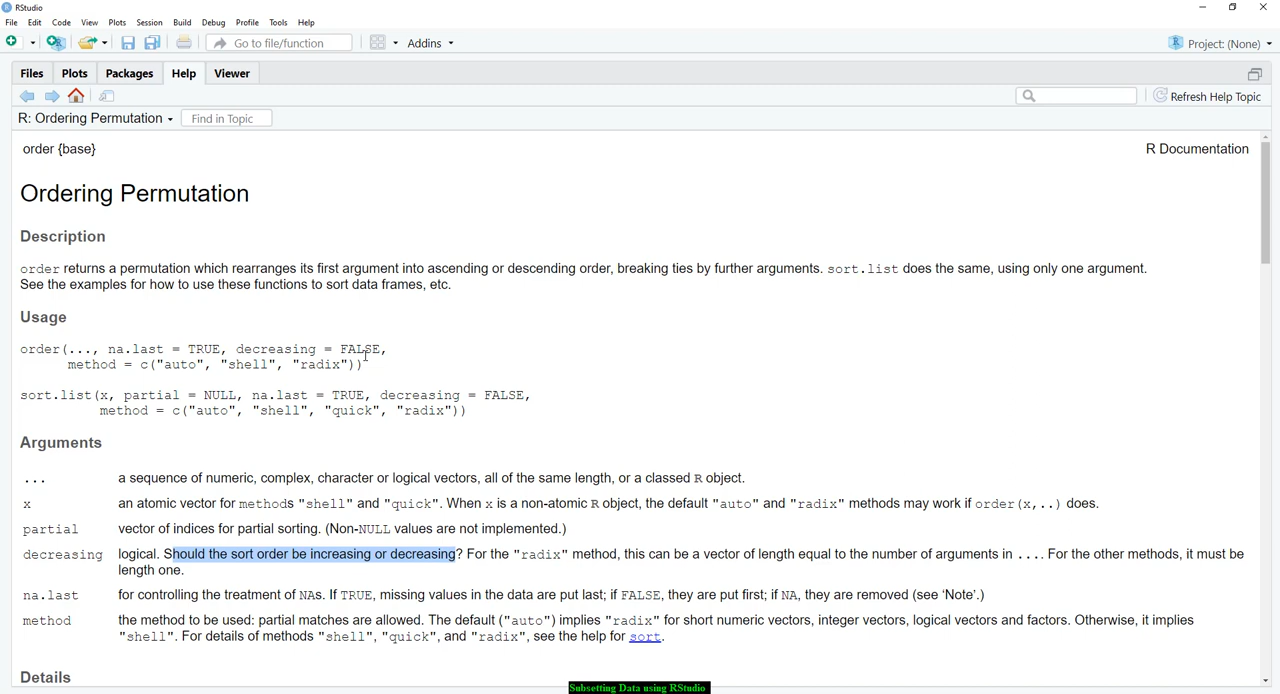 RStudio
File Edit Code View Plots Session Build Debug Profile Tools Help
Go to file/function Addins Project: (None)
Files Plots Packages Help Viewer
Refresh Help Topic
R: Ordering Permutation Find in Topic
order {base} R Documentation
Ordering Permutation
Description
order returns a permutation which rearranges its first argument into ascending or descending order, breaking ties by further arguments. sort.list does the same, using only one argument.
See the examples for how to use these functions to sort data frames, etc.
Usage
order(..., na.last = TRUE, decreasing = FALSE,
method = c("auto", "shell", "radix"))
sort.list(x, partial = NULL, na.last = TRUE, decreasing = FALSE,
method = c("auto", "shell", "quick", "radix"))
Arguments
... a sequence of numeric, complex, character or logical vectors, all of the same length, or a classed R object.
x an atomic vector for methods "shell" and "quick". When x is a non-atomic R object, the default "auto" and "radix" methods may work if order(x,..) does.
partial vector of indices for partial sorting. (Non-NULL values are not implemented.)
decreasing logical. Should the sort order be increasing or decreasing? For the "radix" method, this can be a vector of length equal to the number of arguments in .... For the other methods, it must be
length one.
na.last for controlling the treatment of NAs. If TRUE, missing values in the data are put last; if FALSE, they are put first; if NA, they are removed (see ‘Note’.)
method the method to be used: partial matches are allowed. The default ("auto") implies "radix" for short numeric vectors, integer vectors, logical vectors and factors. Otherwise, it implies
"shell". For details of methods "shell", "quick", and "radix", see the help for sort.
Details
Subsetting Data using RStudio